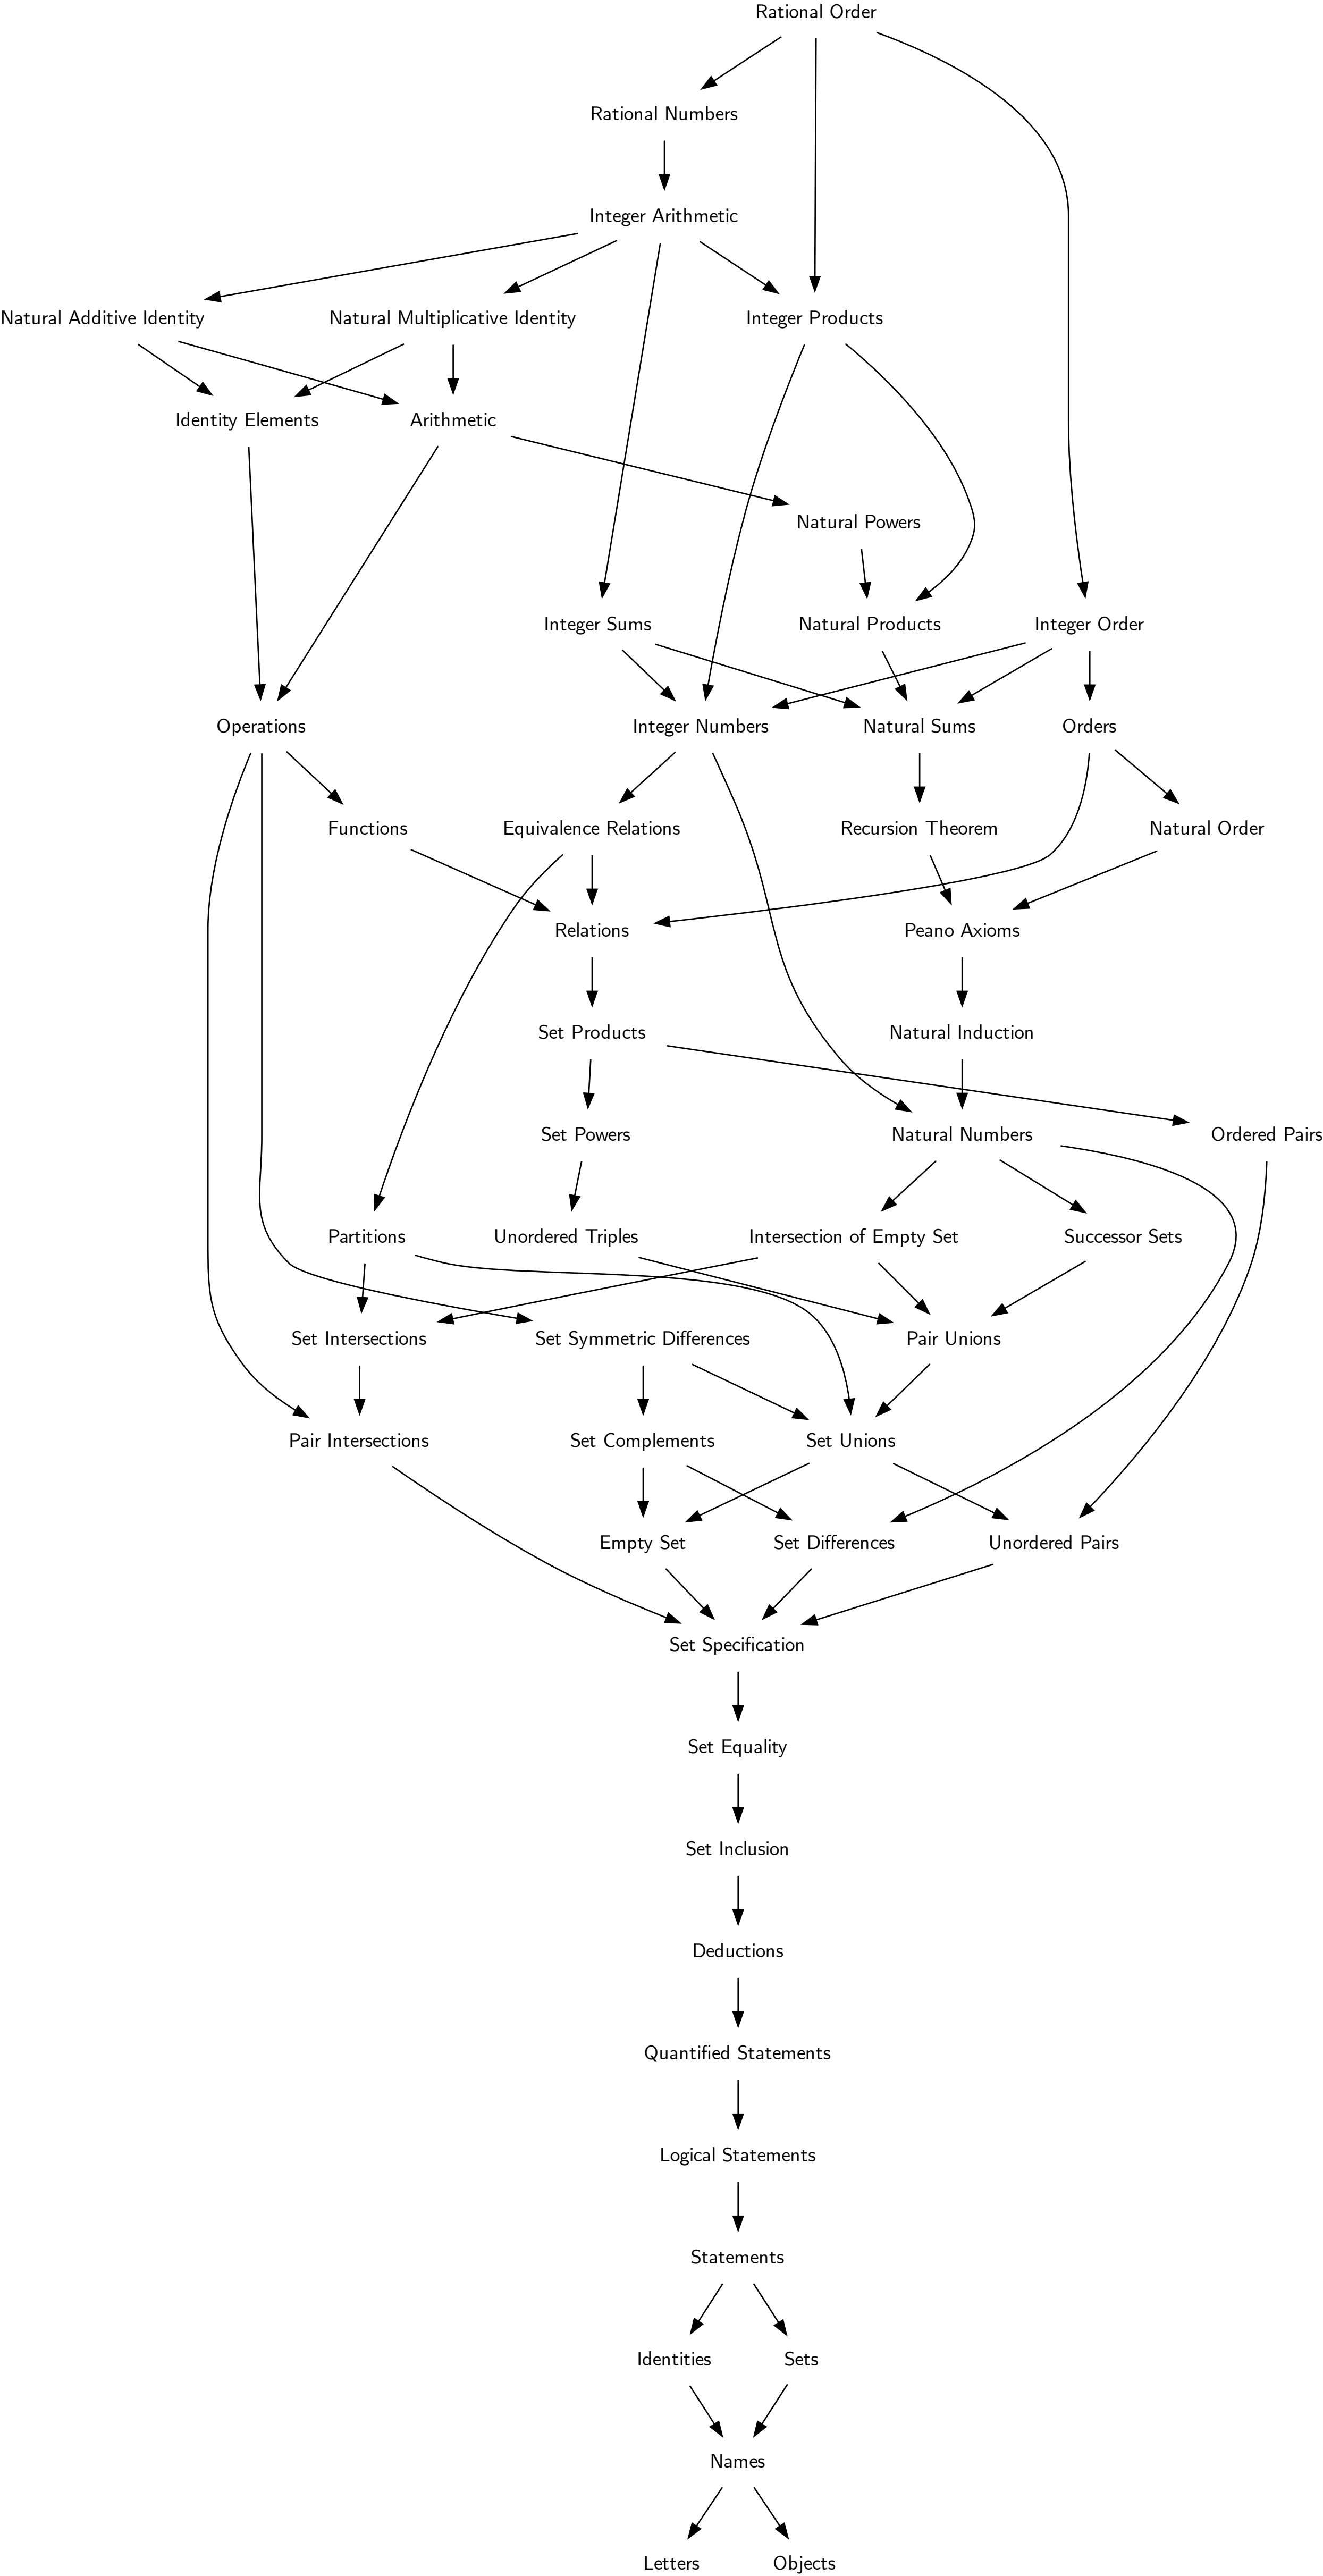 Rational Order
Rational Numbers
Integer Arithmetic
Natural Additive Identity
Natural Multiplicative Identity
Integer Products
Identity Elements
Arithmetic
Natural Powers
Integer Sums
Natural Products
Integer Order
Operations
Integer Numbers
Natural Sums
Orders
Functions
Equivalence Relations
Recursion Theorem
Natural Order
Relations
Peano Axioms
Set Products
Natural Induction
Set Powers
Natural Numbers
Ordered Pairs
Partitions
Unordered Triples
Intersection of Empty Set
Successor Sets
Set Intersections
Set Symmetric Differences
Pair Unions
Pair Intersections
Set Complements
Set Unions
Empty Set
Set Differences
Unordered Pairs
Set Specification
Set Equality
Set Inclusion
Deductions
Quantified Statements
Logical Statements
Statements
Identities
Sets
Names
Letters
Objects